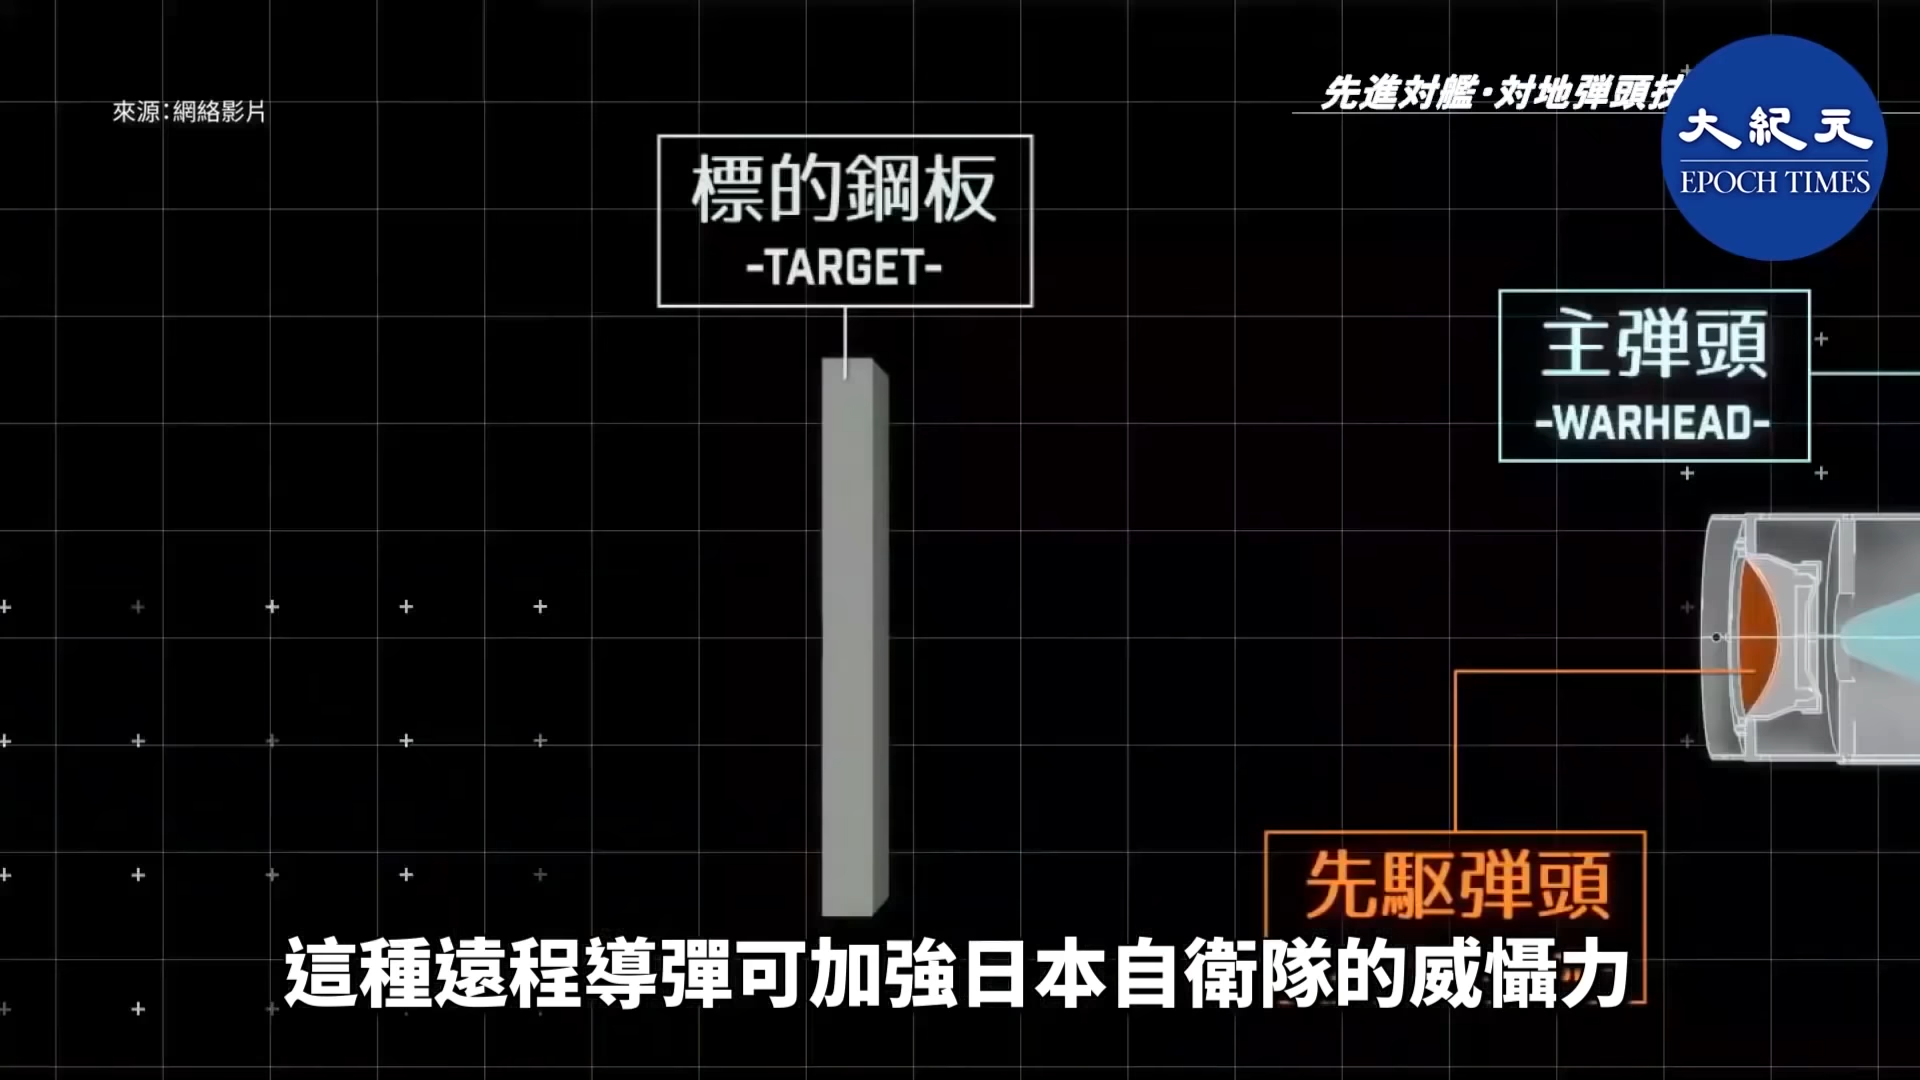 來源:網絡影片
先進対艦・対地弾頭技
大紀元
EPOCH TIMES
標的鋼板
-TARGET-
主弾頭
-WARHEAD-
先駆弾頭
這種遠程導彈可加強日本自衛隊的威懾力